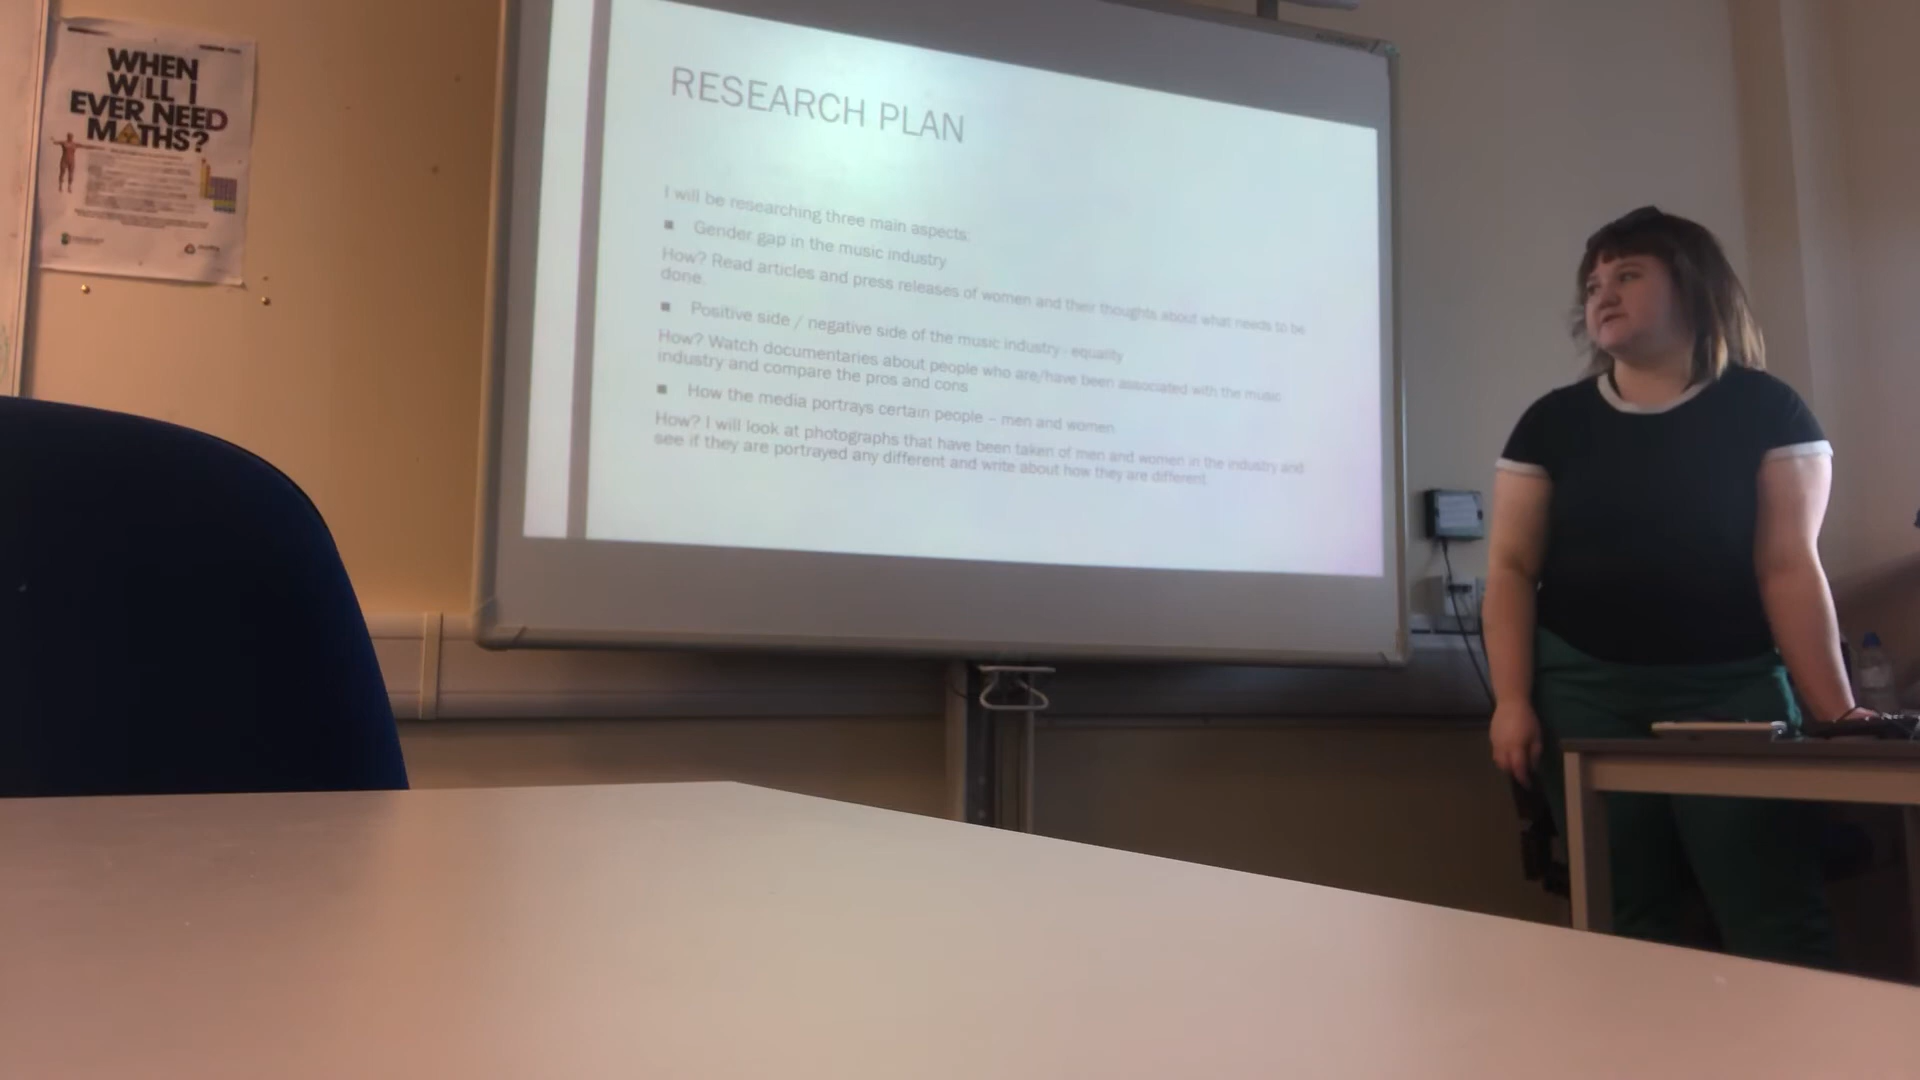 WHEN
WILL I
EVER NEED
MATHS?
RESEARCH PLAN
I will be researching three main aspects:
■ Gender gap in the music industry
How? Read articles and press releases of women and their thoughts about what needs to be
done.
■ Positive side / negative side of the music industry - equality
How? Watch documentaries about people who are/have been associated with the music
industry and compare the pros and cons
■ How the media portrays certain people – men and women
How? I will look at photographs that have been taken of men and women in the industry and
see if they are portrayed any different and write about how they are different.